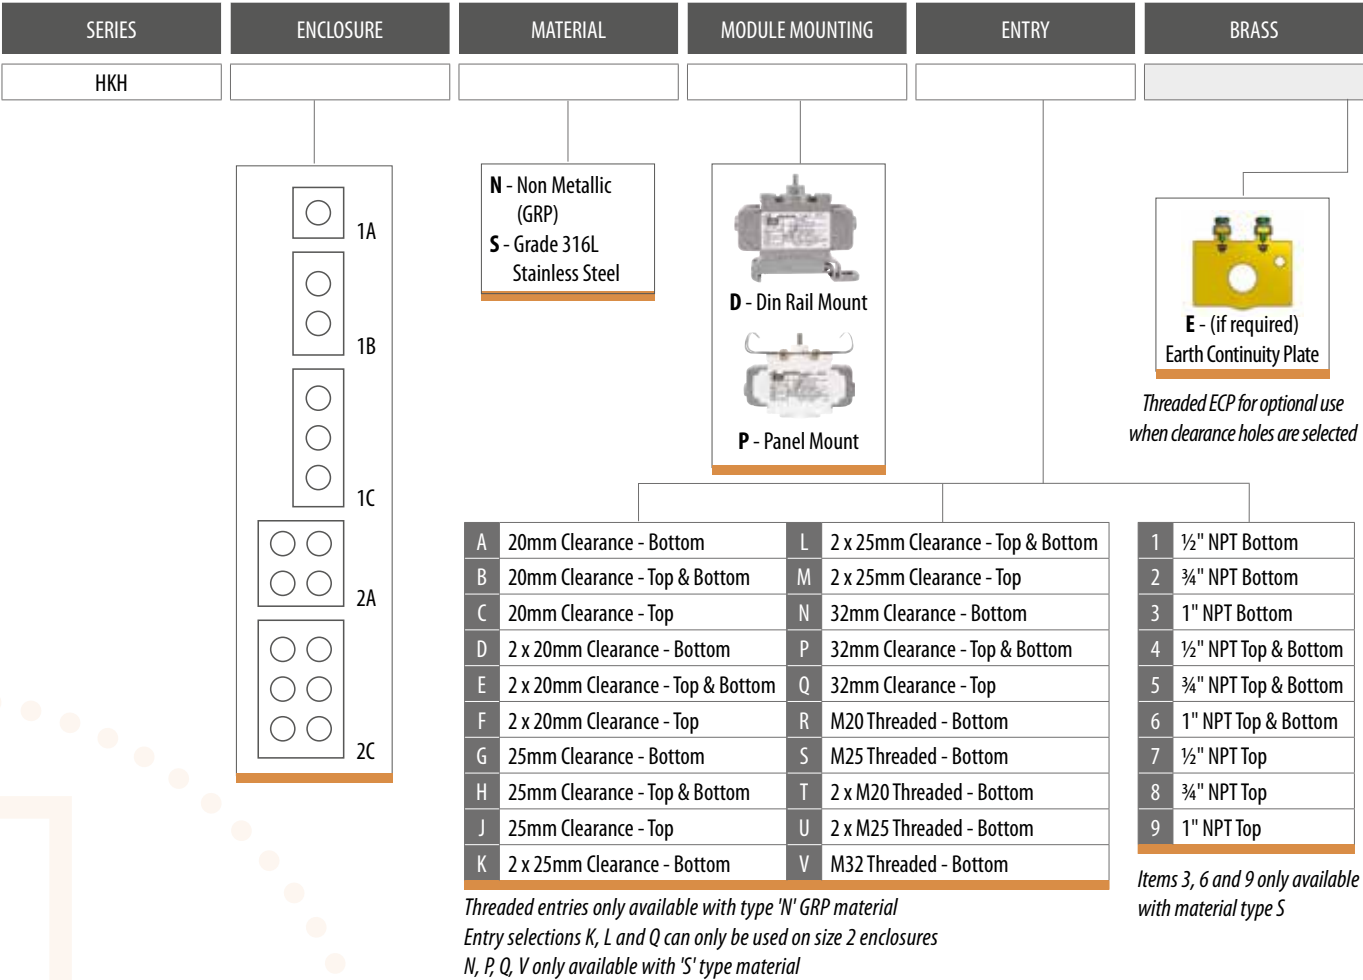 SERIES
ENCLOSURE
MATERIAL
MODULE MOUNTING
ENTRY
BRASS
HKH
1A
1B
1C
2A
2C
N - Non Metallic
(GRP)
S - Grade 316L
Stainless Steel
D - Din Rail Mount
P - Panel Mount
E - (if required)
Earth Continuity Plate
Threaded ECP for optional use
when clearance holes are selected
A 20mm Clearance - Bottom
B 20mm Clearance - Top & Bottom
C 20mm Clearance - Top
D 2 x 20mm Clearance - Bottom
E 2 x 20mm Clearance - Top & Bottom
F 2 x 20mm Clearance - Top
G 25mm Clearance - Bottom
H 25mm Clearance - Top & Bottom
J 25mm Clearance - Top
K 2 x 25mm Clearance - Bottom
L 2 x 25mm Clearance - Top & Bottom
M 2 x 25mm Clearance - Top
N 32mm Clearance - Bottom
P 32mm Clearance - Top & Bottom
Q 32mm Clearance - Top
R M20 Threaded - Bottom
S M25 Threaded - Bottom
T 2 x M20 Threaded - Bottom
U 2 x M25 Threaded - Bottom
V M32 Threaded - Bottom
1 ½" NPT Bottom
2 ¾" NPT Bottom
3 1" NPT Bottom
4 ½" NPT Top & Bottom
5 ¾" NPT Top & Bottom
6 1" NPT Top & Bottom
7 ½" NPT Top
8 ¾" NPT Top
9 1" NPT Top
Threaded entries only available with type 'N' GRP material
Entry selections K, L and Q can only be used on size 2 enclosures
N, P, Q, V only available with 'S' type material
Items 3, 6 and 9 only available
with material type S